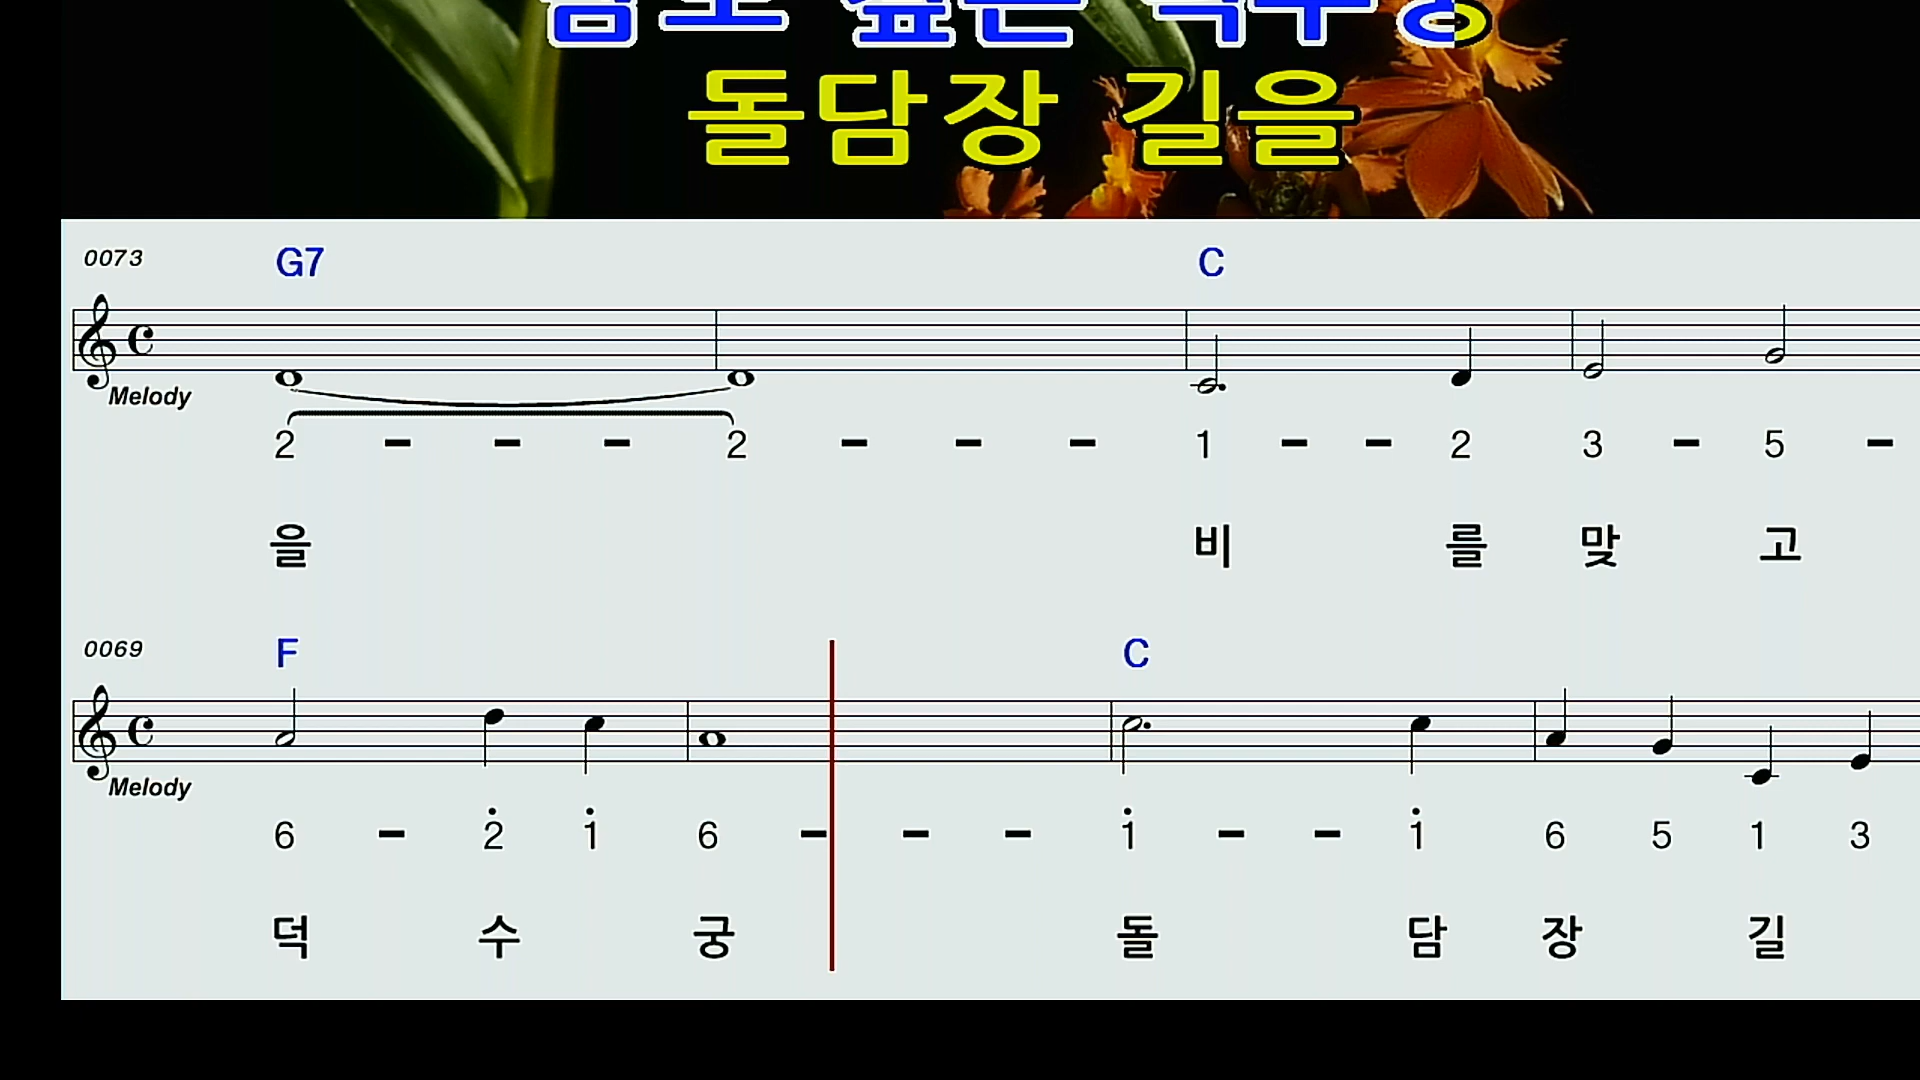 돌담장 길을
0073 G7 C
Melody
2 - - - 2 - - - 1 - - 2 3 - 5 -
을 비 를 맞 고
0069 F C
Melody
6 - 2 1 6 - - - 1 - - 1 6 5 1 3
덕 수 궁 돌 담 장 길